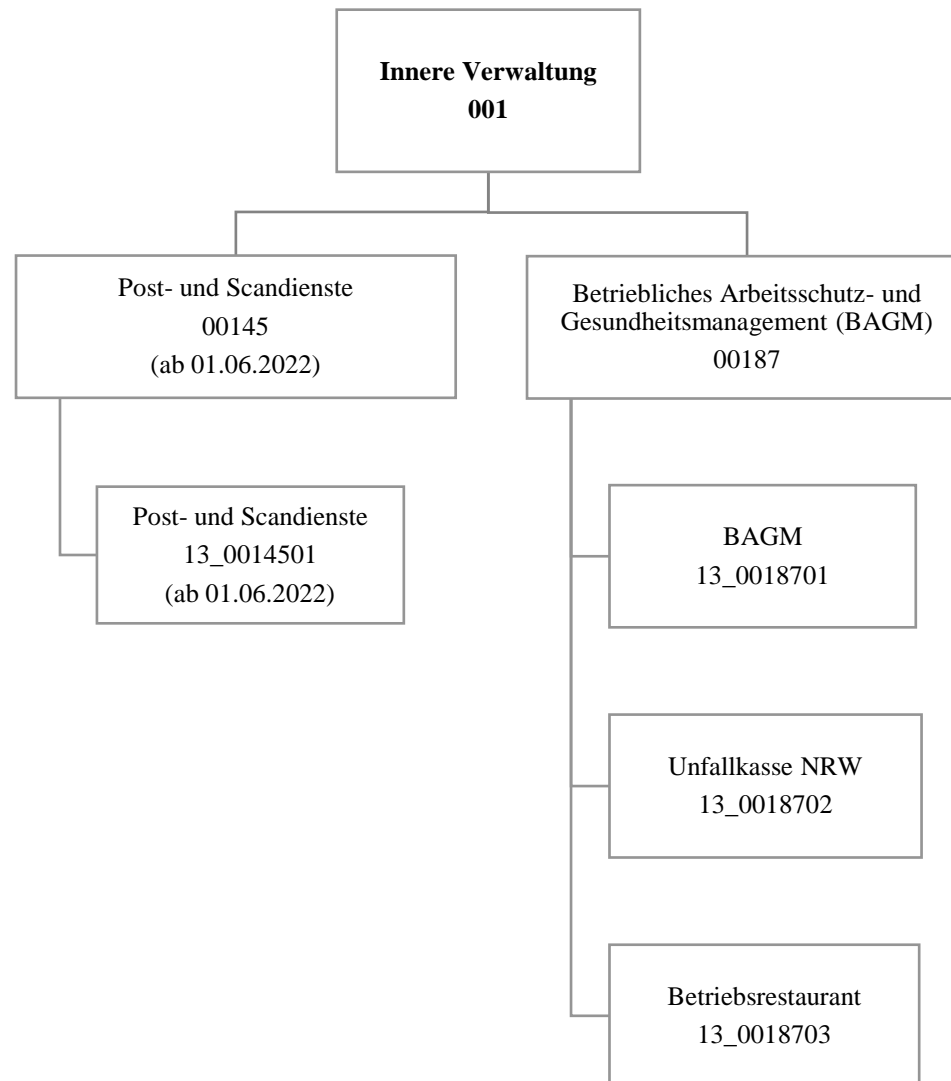 Innere Verwaltung
001
Post- und Scandienste
00145
(ab 01.06.2022)
Betriebliches Arbeitsschutz- und
Gesundheitsmanagement (BAGM)
00187
Post- und Scandienste
13_0014501
(ab 01.06.2022)
BAGM
13_0018701
Unfallkasse NRW
13_0018702
Betriebsrestaurant
13_0018703